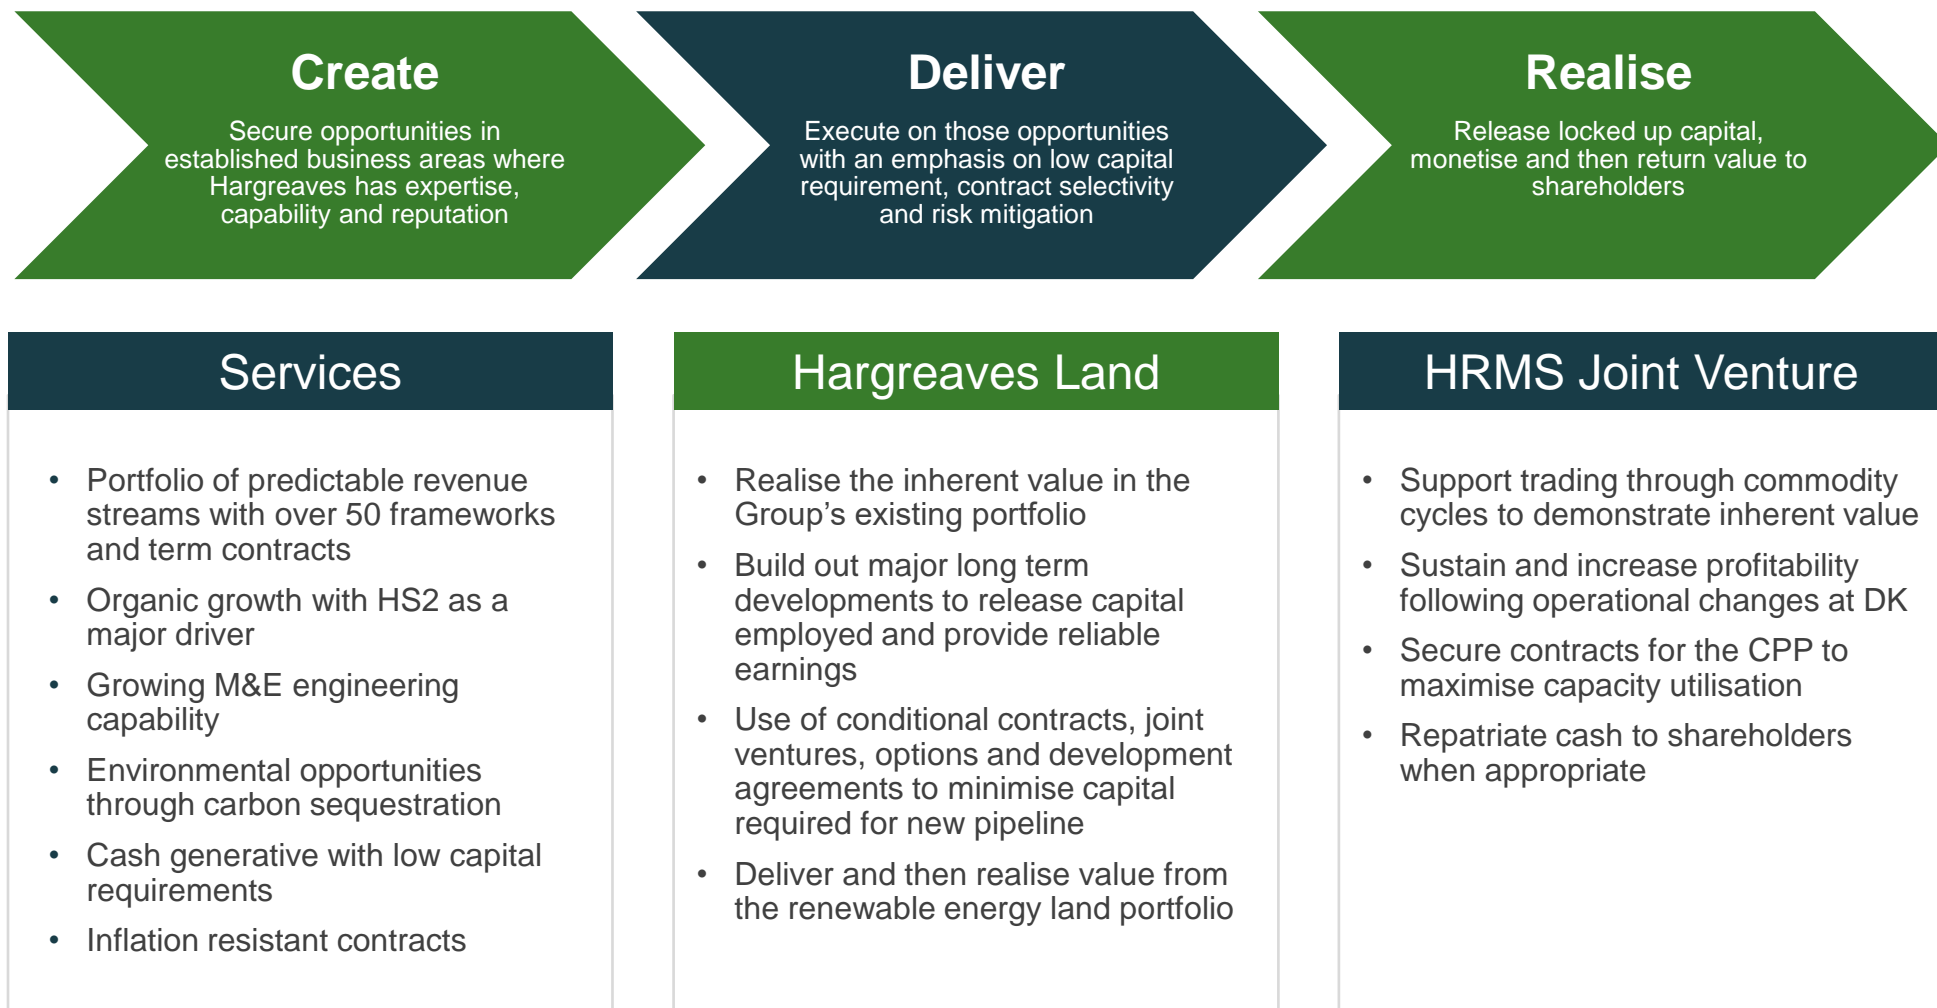 Create
Secure opportunities in
established business areas where
Hargreaves has expertise,
capability and reputation
Deliver
Execute on those opportunities
with an emphasis on low capital
requirement, contract selectivity
and risk mitigation
Realise
Release locked up capital,
monetise and then return value to
shareholders
Services
• Portfolio of predictable revenue
streams with over 50 frameworks
and term contracts
• Organic growth with HS2 as a
major driver
• Growing M&E engineering
capability
• Environmental opportunities
through carbon sequestration
• Cash generative with low capital
requirements
• Inflation resistant contracts
Hargreaves Land
• Realise the inherent value in the
Group’s existing portfolio
• Build out major long term
developments to release capital
employed and provide reliable
earnings
• Use of conditional contracts, joint
ventures, options and development
agreements to minimise capital
required for new pipeline
• Deliver and then realise value from
the renewable energy land portfolio
HRMS Joint Venture
• Support trading through commodity
cycles to demonstrate inherent value
• Sustain and increase profitability
following operational changes at DK
• Secure contracts for the CPP to
maximise capacity utilisation
• Repatriate cash to shareholders
when appropriate